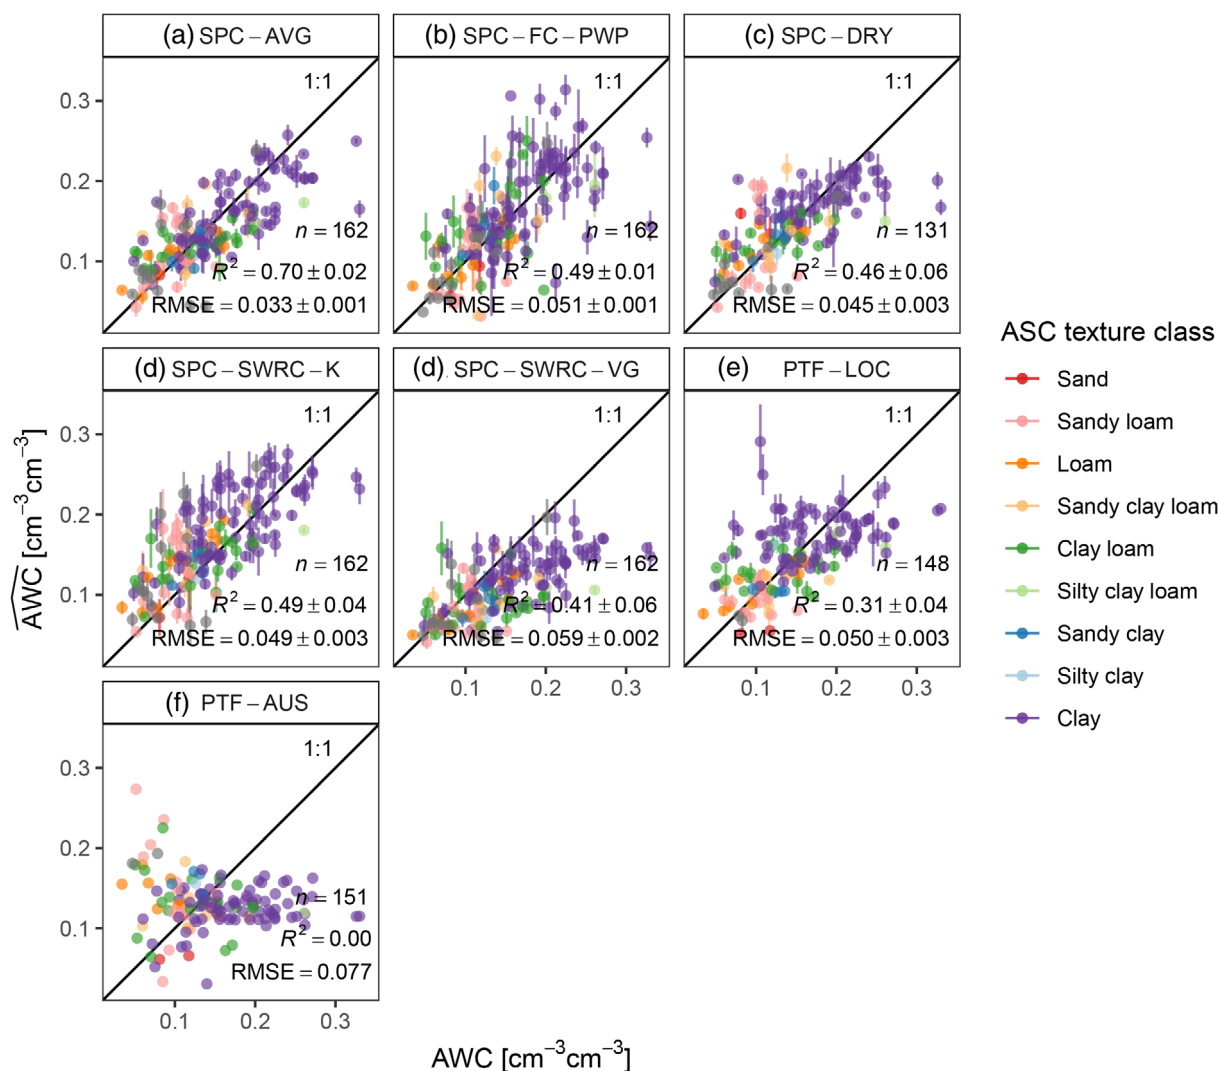 (a) SPC – AVG
(b) SPC – FC – PWP
(c) SPC – DRY
1:1
n = 162
R² = 0.70 ± 0.02
RMSE = 0.033 ± 0.001
1:1
n = 162
R² = 0.49 ± 0.01
RMSE = 0.051 ± 0.001
1:1
n = 131
R² = 0.46 ± 0.06
RMSE = 0.045 ± 0.003
0.3
0.2
0.1
(d) SPC – SWRC – K
(d) SPC – SWRC – VG
(e) PTF – LOC
1:1
n = 162
R² = 0.49 ± 0.04
RMSE = 0.049 ± 0.003
1:1
n = 162
R² = 0.41 ± 0.06
RMSE = 0.059 ± 0.002
1:1
n = 148
R² = 0.31 ± 0.04
RMSE = 0.050 ± 0.003
0.3
0.2
0.1
0.1 0.2 0.3
0.1 0.2 0.3
(f) PTF – AUS
1:1
n = 151
R² = 0.00
RMSE = 0.077
0.3
0.2
0.1
0.1 0.2 0.3
AWC [cm⁻³cm⁻³]
AWC [cm⁻³cm⁻³]
ASC texture class
Sand
Sandy loam
Loam
Sandy clay loam
Clay loam
Silty clay loam
Sandy clay
Silty clay
Clay